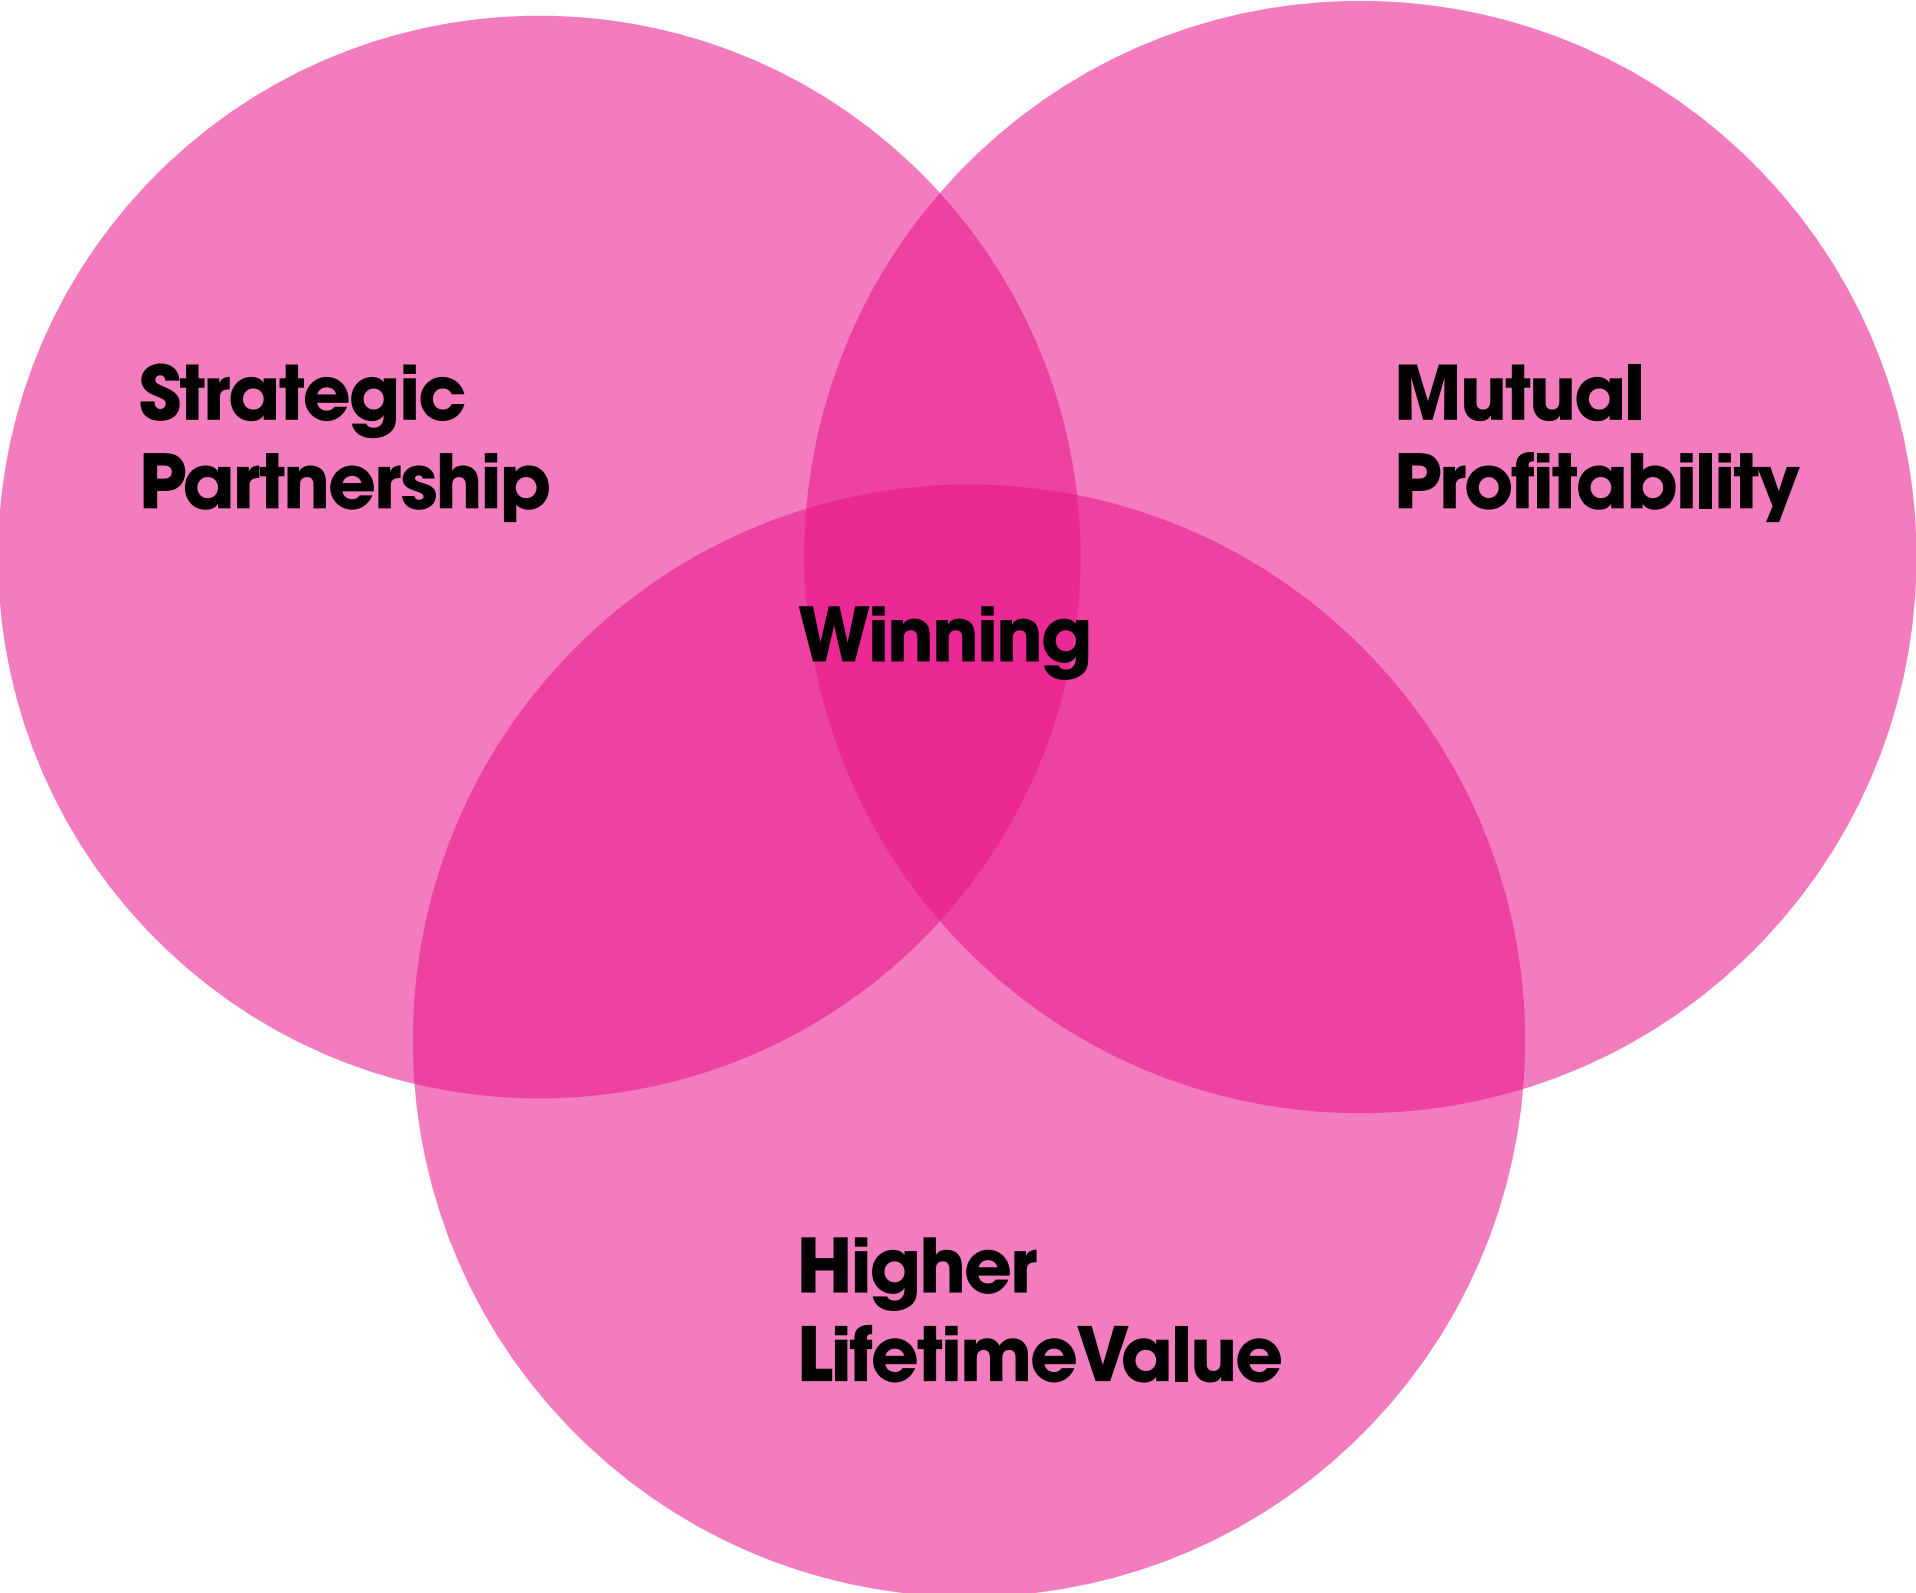 Strategic
Partnership
Mutual
Profitability
Winning
Higher
LifetimeValue